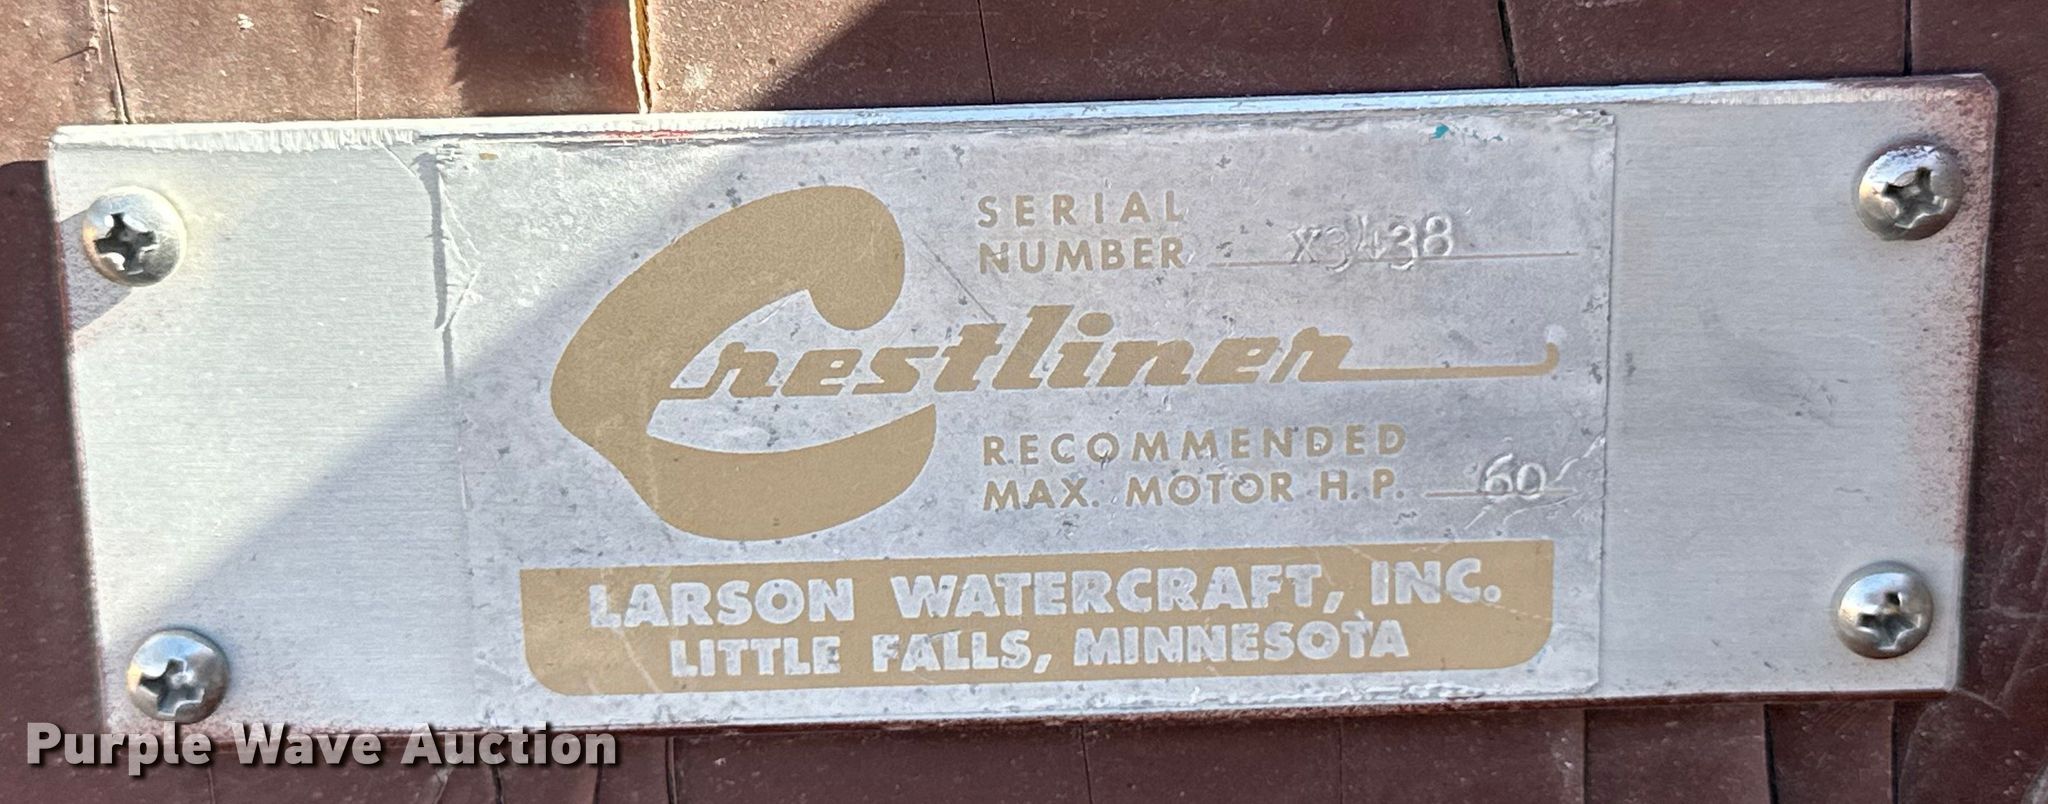 SERIAL
NUMBER X3438
Crestliner
RECOMMENDED
MAX. MOTOR H.P. 60
LARSON WATERCRAFT, INC.
LITTLE FALLS, MINNESOTA
Purple Wave Auction